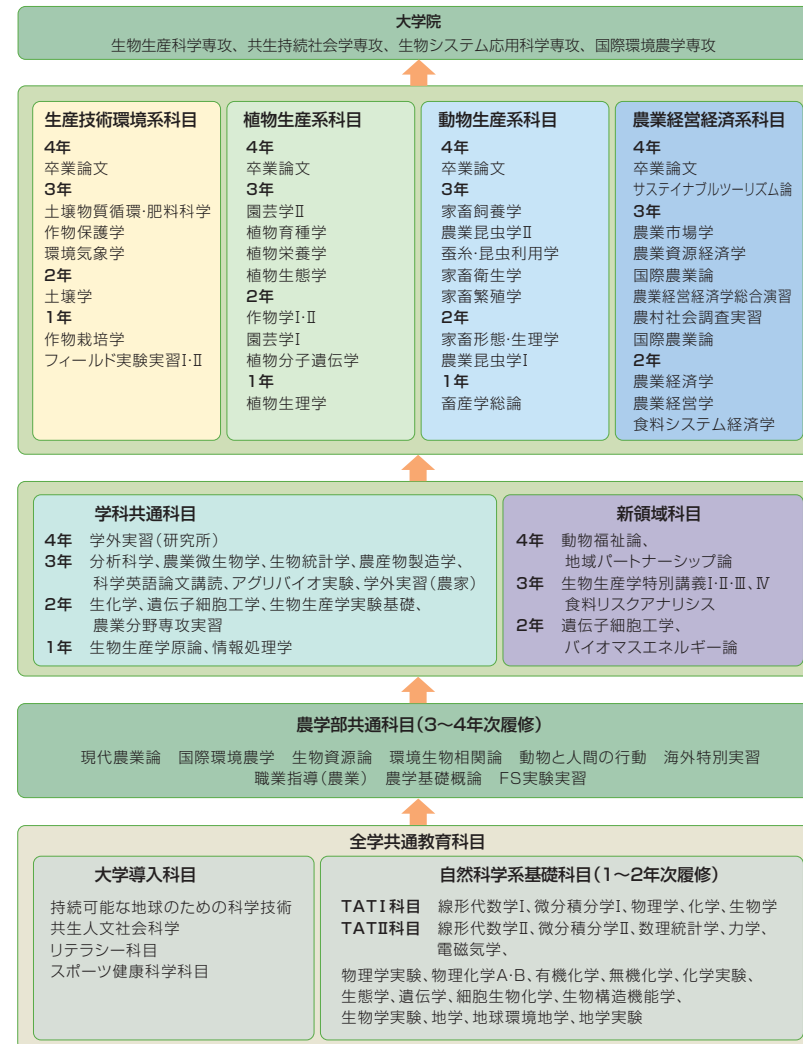 大学院
生物生産科学専攻、共生持続社会学専攻、生物システム応用科学専攻、国際環境農学専攻
生産技術環境系科目
4年
卒業論文
3年
土壌物質循環・肥料科学
作物保護学
環境気象学
2年
土壌学
1年
作物栽培学
フィールド実験実習Ⅰ・Ⅱ
植物生産系科目
4年
卒業論文
3年
園芸学Ⅱ
植物育種学
植物栄養学
植物生態学
2年
作物学Ⅰ・Ⅱ
園芸学Ⅰ
植物分子遺伝学
1年
植物生理学
動物生産系科目
4年
卒業論文
3年
家畜飼養学
農業昆虫学Ⅱ
蚕糸・昆虫利用学
家畜衛生学
家畜繁殖学
2年
家畜形態・生理学
農業昆虫学Ⅰ
1年
畜産学総論
農業経営経済系科目
4年
卒業論文
サステイナブルツーリズム論
3年
農業市場学
農業資源経済学
国際農業論
農業経営経済学総合演習
農村社会調査実習
国際農業論
2年
農業経済学
農業経営学
食料システム経済学
学科共通科目
4年 学外実習(研究所)
3年 分析科学、農業微生物学、生物統計学、農産物製造学、
科学英語論文講読、アグリバイオ実験、学外実習(農家)
2年 生化学、遺伝子細胞工学、生物生産学実験基礎、
農業分野専攻実習
1年 生物生産学原論、情報処理学
新領域科目
4年 動物福祉論、
地域パートナーシップ論
3年 生物生産学特別講義Ⅰ・Ⅱ・Ⅲ、Ⅳ
食料リスクアナリシス
2年 遺伝子細胞工学、
バイオマスエネルギー論
農学部共通科目(3〜4年次履修)
現代農業論 国際環境農学 生物資源論 環境生物相関論 動物と人間の行動 海外特別実習
職業指導(農業) 農学基礎概論 FS実験実習
全学共通教育科目
大学導入科目
持続可能な地球のための科学技術
共生人文社会科学
リテラシー科目
スポーツ健康科学科目
自然科学系基礎科目(1〜2年次履修)
TATⅠ科目 線形代数学Ⅰ、微分積分学Ⅰ、物理学、化学、生物学
TATⅡ科目 線形代数学Ⅱ、微分積分学Ⅱ、数理統計学、力学、
電磁気学、
物理学実験、物理化学A・B、有機化学、無機化学、化学実験、
生態学、遺伝学、細胞生物化学、生物構造機能学、
生物学実験、地学、地球環境地学、地学実験